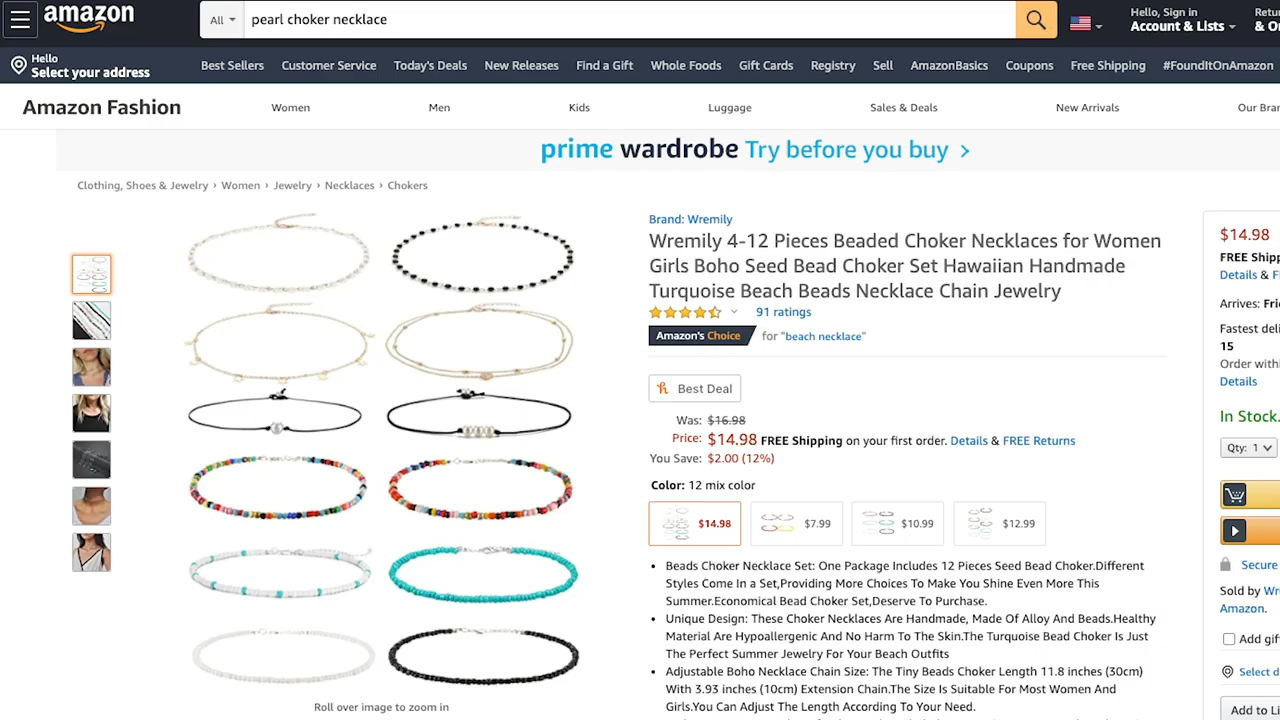 amazon
All
pearl choker necklace
Hello, Sign in
Account & Lists
Retu
& O
Hello
Select your address
Best Sellers
Customer Service
Today's Deals
New Releases
Find a Gift
Whole Foods
Gift Cards
Registry
Sell
AmazonBasics
Coupons
Free Shipping
#FoundItOnAmazon
Amazon Fashion
Women
Men
Kids
Luggage
Sales & Deals
New Arrivals
Our Bran
prime wardrobe Try before you buy ›
Clothing, Shoes & Jewelry › Women › Jewelry › Necklaces › Chokers
Roll over image to zoom in
Brand: Wremily
Wremily 4-12 Pieces Beaded Choker Necklaces for Women
Girls Boho Seed Bead Choker Set Hawaiian Handmade
Turquoise Beach Beads Necklace Chain Jewelry
91 ratings
Amazon's Choice for "beach necklace"
Best Deal
Was: $16.98
Price: $14.98 FREE Shipping on your first order. Details & FREE Returns
You Save: $2.00 (12%)
Color: 12 mix color
$14.98
$7.99
$10.99
$12.99
• Beads Choker Necklace Set: One Package Includes 12 Pieces Seed Bead Choker.Different
Styles Come In a Set,Providing More Choices To Make You Shine Even More This
Summer.Economical Bead Choker Set,Deserve To Purchase.
• Unique Design: These Choker Necklaces Are Handmade, Made Of Alloy And Beads.Healthy
Material Are Hypoallergenic And No Harm To The Skin.The Turquoise Bead Choker Is Just
The Perfect Summer Jewelry For Your Beach Outfits
• Adjustable Boho Necklace Chain Size: The Tiny Beads Choker Length 11.8 inches (30cm)
With 3.93 inches (10cm) Extension Chain.The Size Is Suitable For Most Women And
Girls.You Can Adjust The Length According To Your Need.
$14.98
FREE Shipp
Details & F
Arrives: Fri
Fastest deli
15
Order withi
Details
In Stock.
Qty: 1
Secure
Sold by Wr
Amazon.
Add gif
Select d
Add to Li